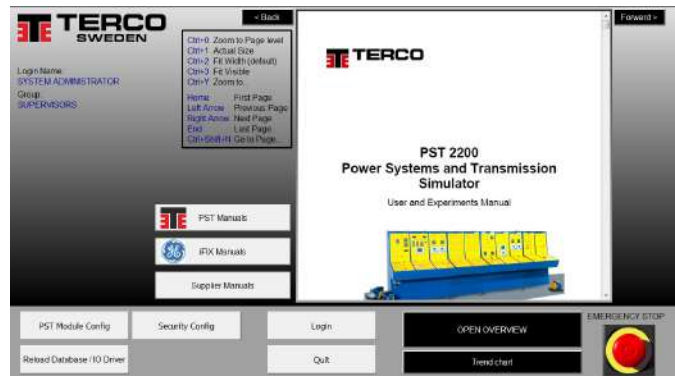 TERCO
SWEDEN
< Back
Forward >
Login Name:
SYSTEM ADMINISTRATOR
Group:
SUPERVISORS
Ctrl+0 Zoom to Page level
Ctrl+1 Actual Size
Ctrl+2 Fit Width (default)
Ctrl+3 Fit Visible
Ctrl+Y Zoom to..
Home First Page
Left Arrow Previous Page
Right Arrow Next Page
End Last Page
Ctrl+Shift+N Go to Page...
TERCO
PST 2200
Power Systems and Transmission
Simulator
User and Experiments Manual
PST Manuals
iFIX Manuals
Supplier Manuals
PST Module Config
Security Config
Login
OPEN OVERVIEW
EMERGENCY STOP
Reload Database / IO Driver
Quit
Trend chart